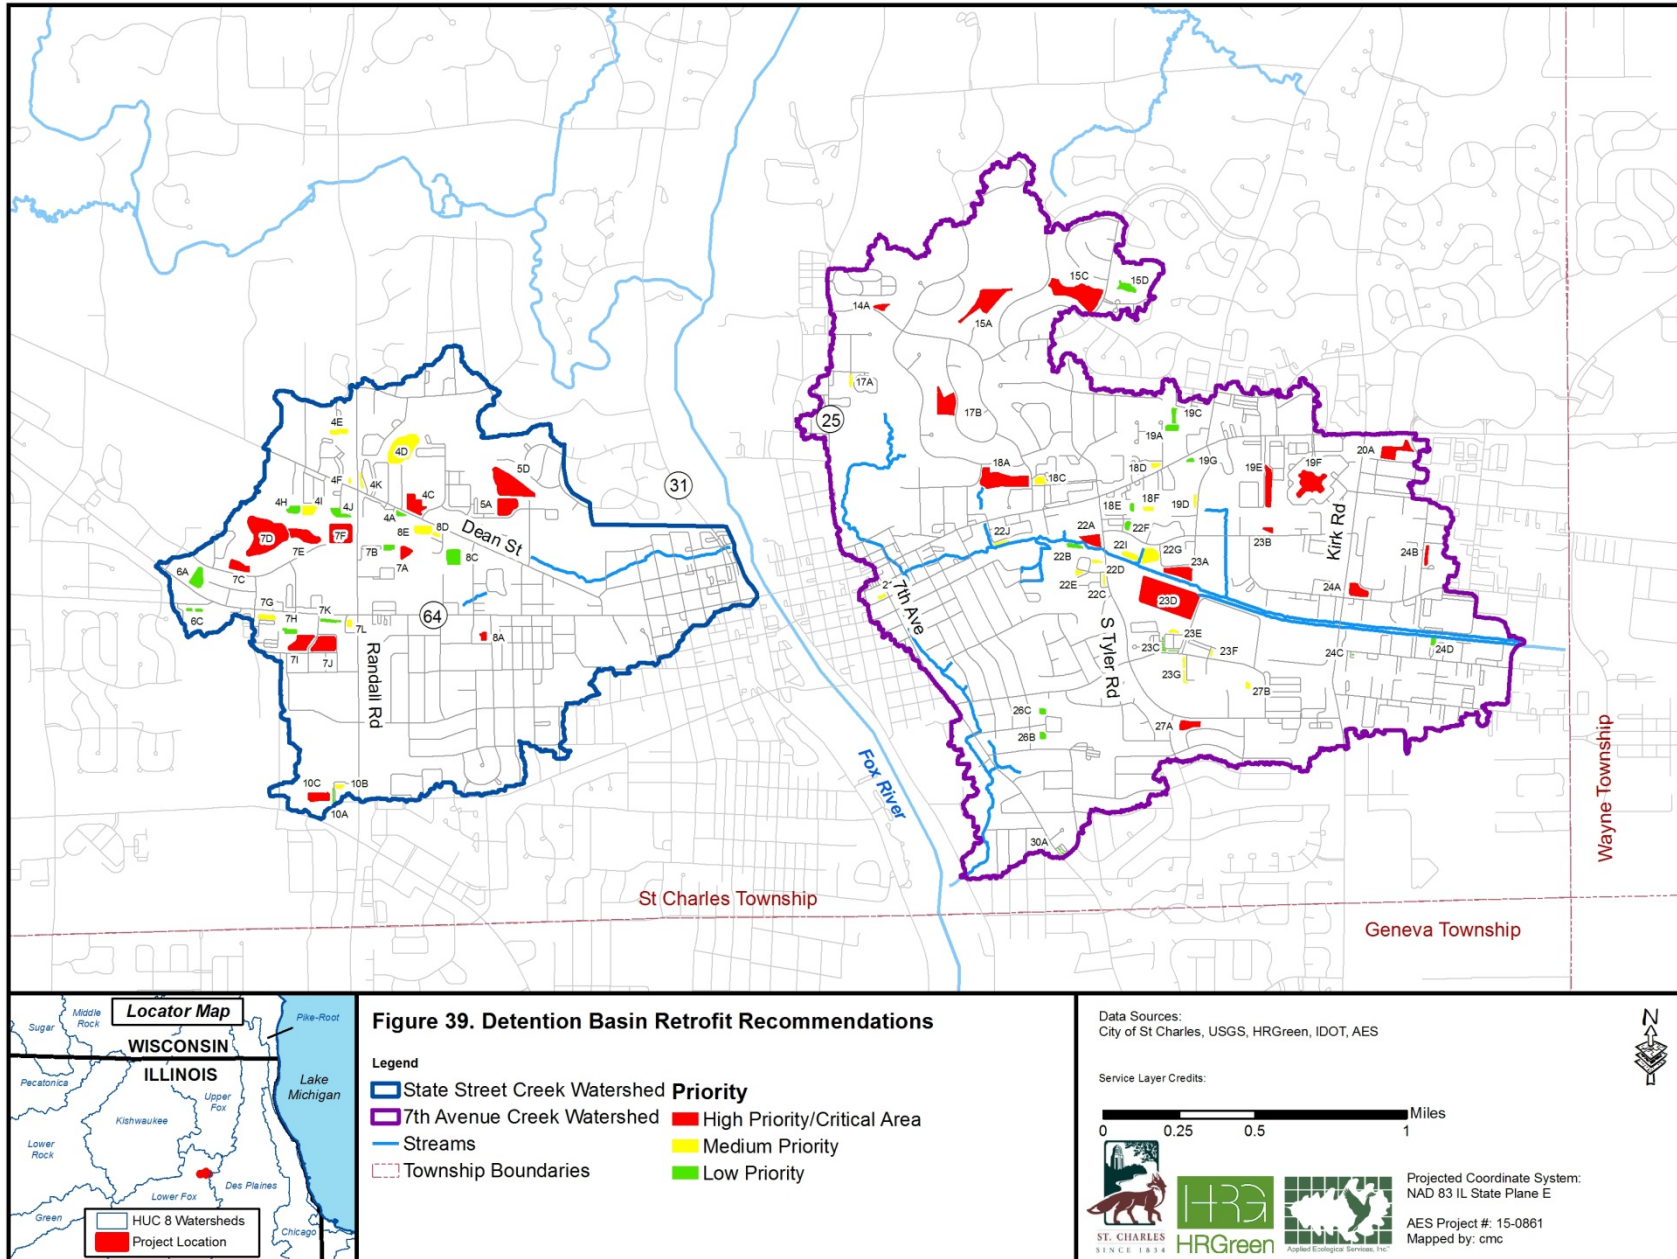 15C
15D
14A
15A
17A
17B
25
19C
4E
19A
4D
18A
18C
18D
19G
19E
19F
20A
5D
31
4F
4K
4C
5A
4H
4I
4J
4A
8E
8D
Dean St
18E
18F
19D
22F
22J
22A
22I
22G
23B
Kirk Rd
24B
7D
7E
7F
7B
7A
8C
22B
22E
22D
22C
23A
24A
6A
7C
23D
6C
7G
7H
7K
7L
64
8A
7th Ave
S Tyler Rd
23C
23E
23F
23G
24C
24D
7I
7J
Randall Rd
26C
26B
27B
27A
10C
10B
10A
Fox River
30A
Wayne Township
St Charles Township
Geneva Township
Locator Map
WISCONSIN
ILLINOIS
Sugar
Middle
Rock
Pike-Root
Pecatonica
Kishwaukee
Upper
Fox
Lake
Michigan
Lower
Rock
Lower Fox
Des Plaines
Green
Chicago
HUC 8 Watersheds
Project Location
Figure 39. Detention Basin Retrofit Recommendations
Legend
State Street Creek Watershed
7th Avenue Creek Watershed
Streams
Township Boundaries
Priority
High Priority/Critical Area
Medium Priority
Low Priority
Data Sources:
City of St Charles, USGS, HRGreen, IDOT, AES
Service Layer Credits:
N
Miles
0 0.25 0.5 1
ST. CHARLES
SINCE 1834
HRG
HRGreen
Applied Ecological Services, Inc.
Projected Coordinate System:
NAD 83 IL State Plane E
AES Project #: 15-0861
Mapped by: cmc